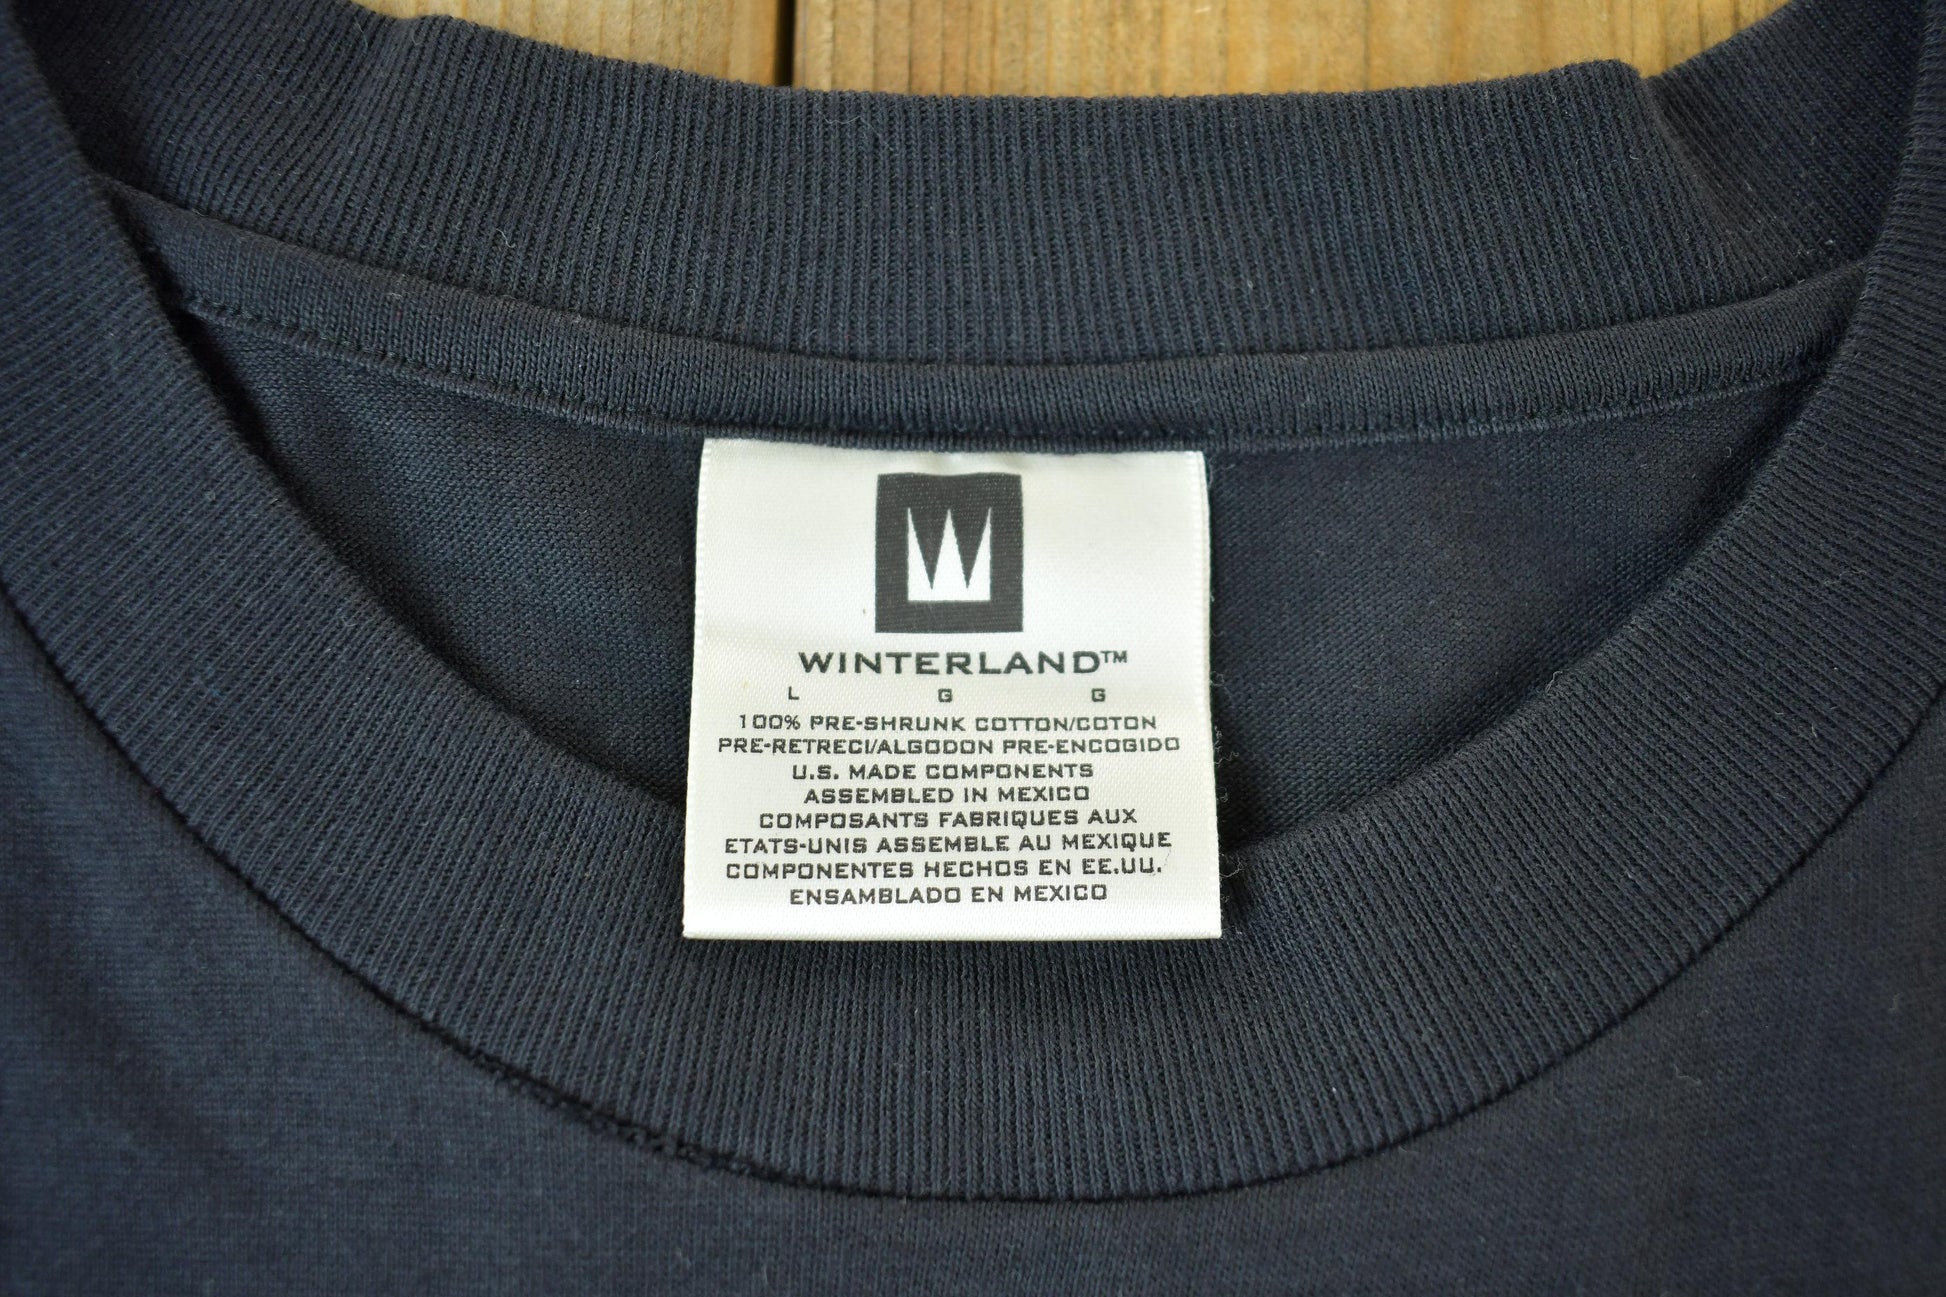 W
WINTERLAND™
L G G
100% PRE-SHRUNK COTTON/COTON
PRE-RETRECI/ALGODON PRE-ENCOGIDO
U.S. MADE COMPONENTS
ASSEMBLED IN MEXICO
COMPOSANTS FABRIQUES AUX
ETATS-UNIS ASSEMBLE AU MEXIQUE
COMPONENTES HECHOS EN EE.UU.
ENSAMBLADO EN MEXICO